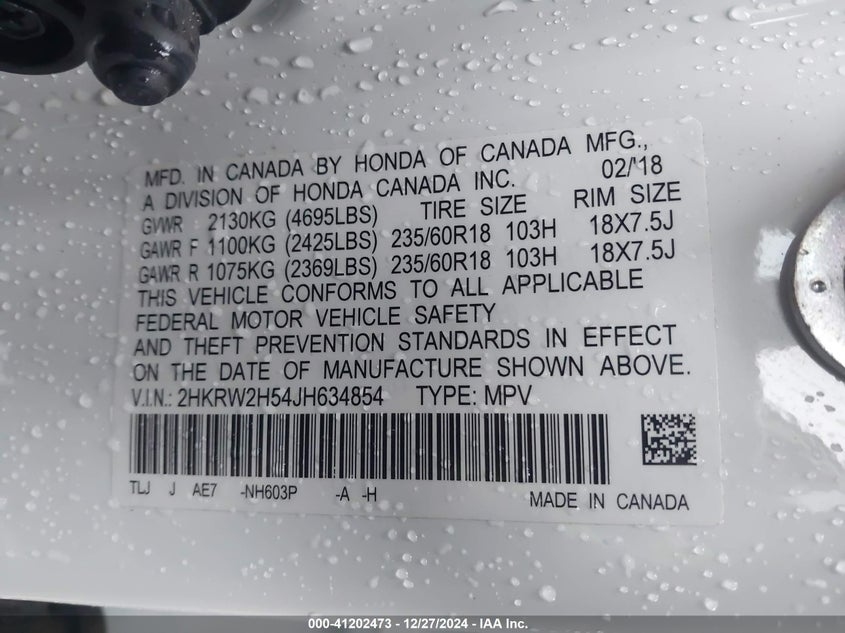 MFD. IN CANADA BY HONDA OF CANADA MFG.,
A DIVISION OF HONDA CANADA INC. 02/'18
GVWR 2130KG (4695LBS) TIRE SIZE RIM SIZE
GAWR F 1100KG (2425LBS) 235/60R18 103H 18X7.5J
GAWR R 1075KG (2369LBS) 235/60R18 103H 18X7.5J
THIS VEHICLE CONFORMS TO ALL APPLICABLE
FEDERAL MOTOR VEHICLE SAFETY
AND THEFT PREVENTION STANDARDS IN EFFECT
ON THE DATE OF MANUFACTURE SHOWN ABOVE.
V.I.N.: 2HKRW2H54JH634854 TYPE: MPV
TLJ J AE7 -NH603P -A -H
MADE IN CANADA
000-41202473 - 12/27/2024 - IAA Inc.